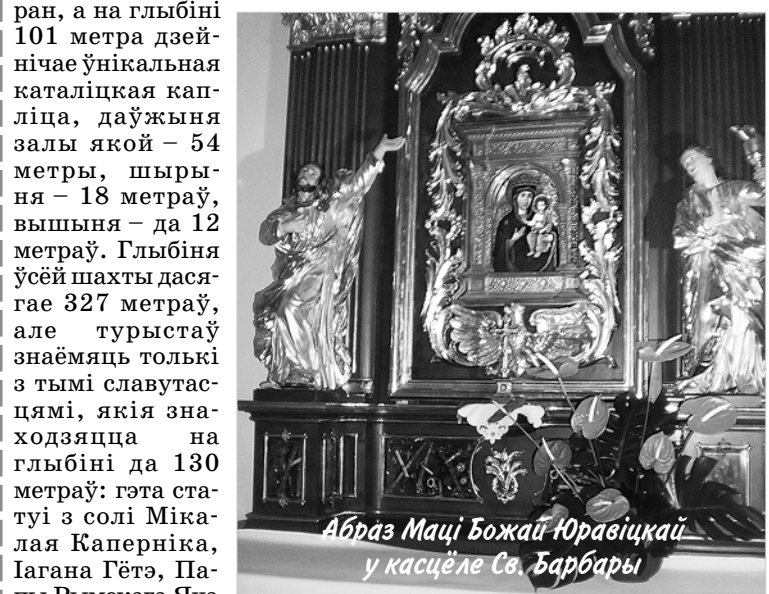 ран, а на глыбіні
101 метра дзей-
нічае ўнікальная
каталіцкая кап-
ліца, даўжыня
залы якой – 54
метры, шыры-
ня – 18 метраў,
вышыня – да 12
метраў. Глыбіня
ўсёй шахты дася-
гае 327 метраў,
але турыстаў
знаёмяць толькі
з тымі славутас-
цямі, якія зна-
ходзяцца на
глыбіні да 130
метраў: гэта ста-
туі з солі Міка-
лая Каперніка,
Іагана Гётэ, Па-
Абраз Маці Божай Юравіцкай
у касцёле Св. Барбары